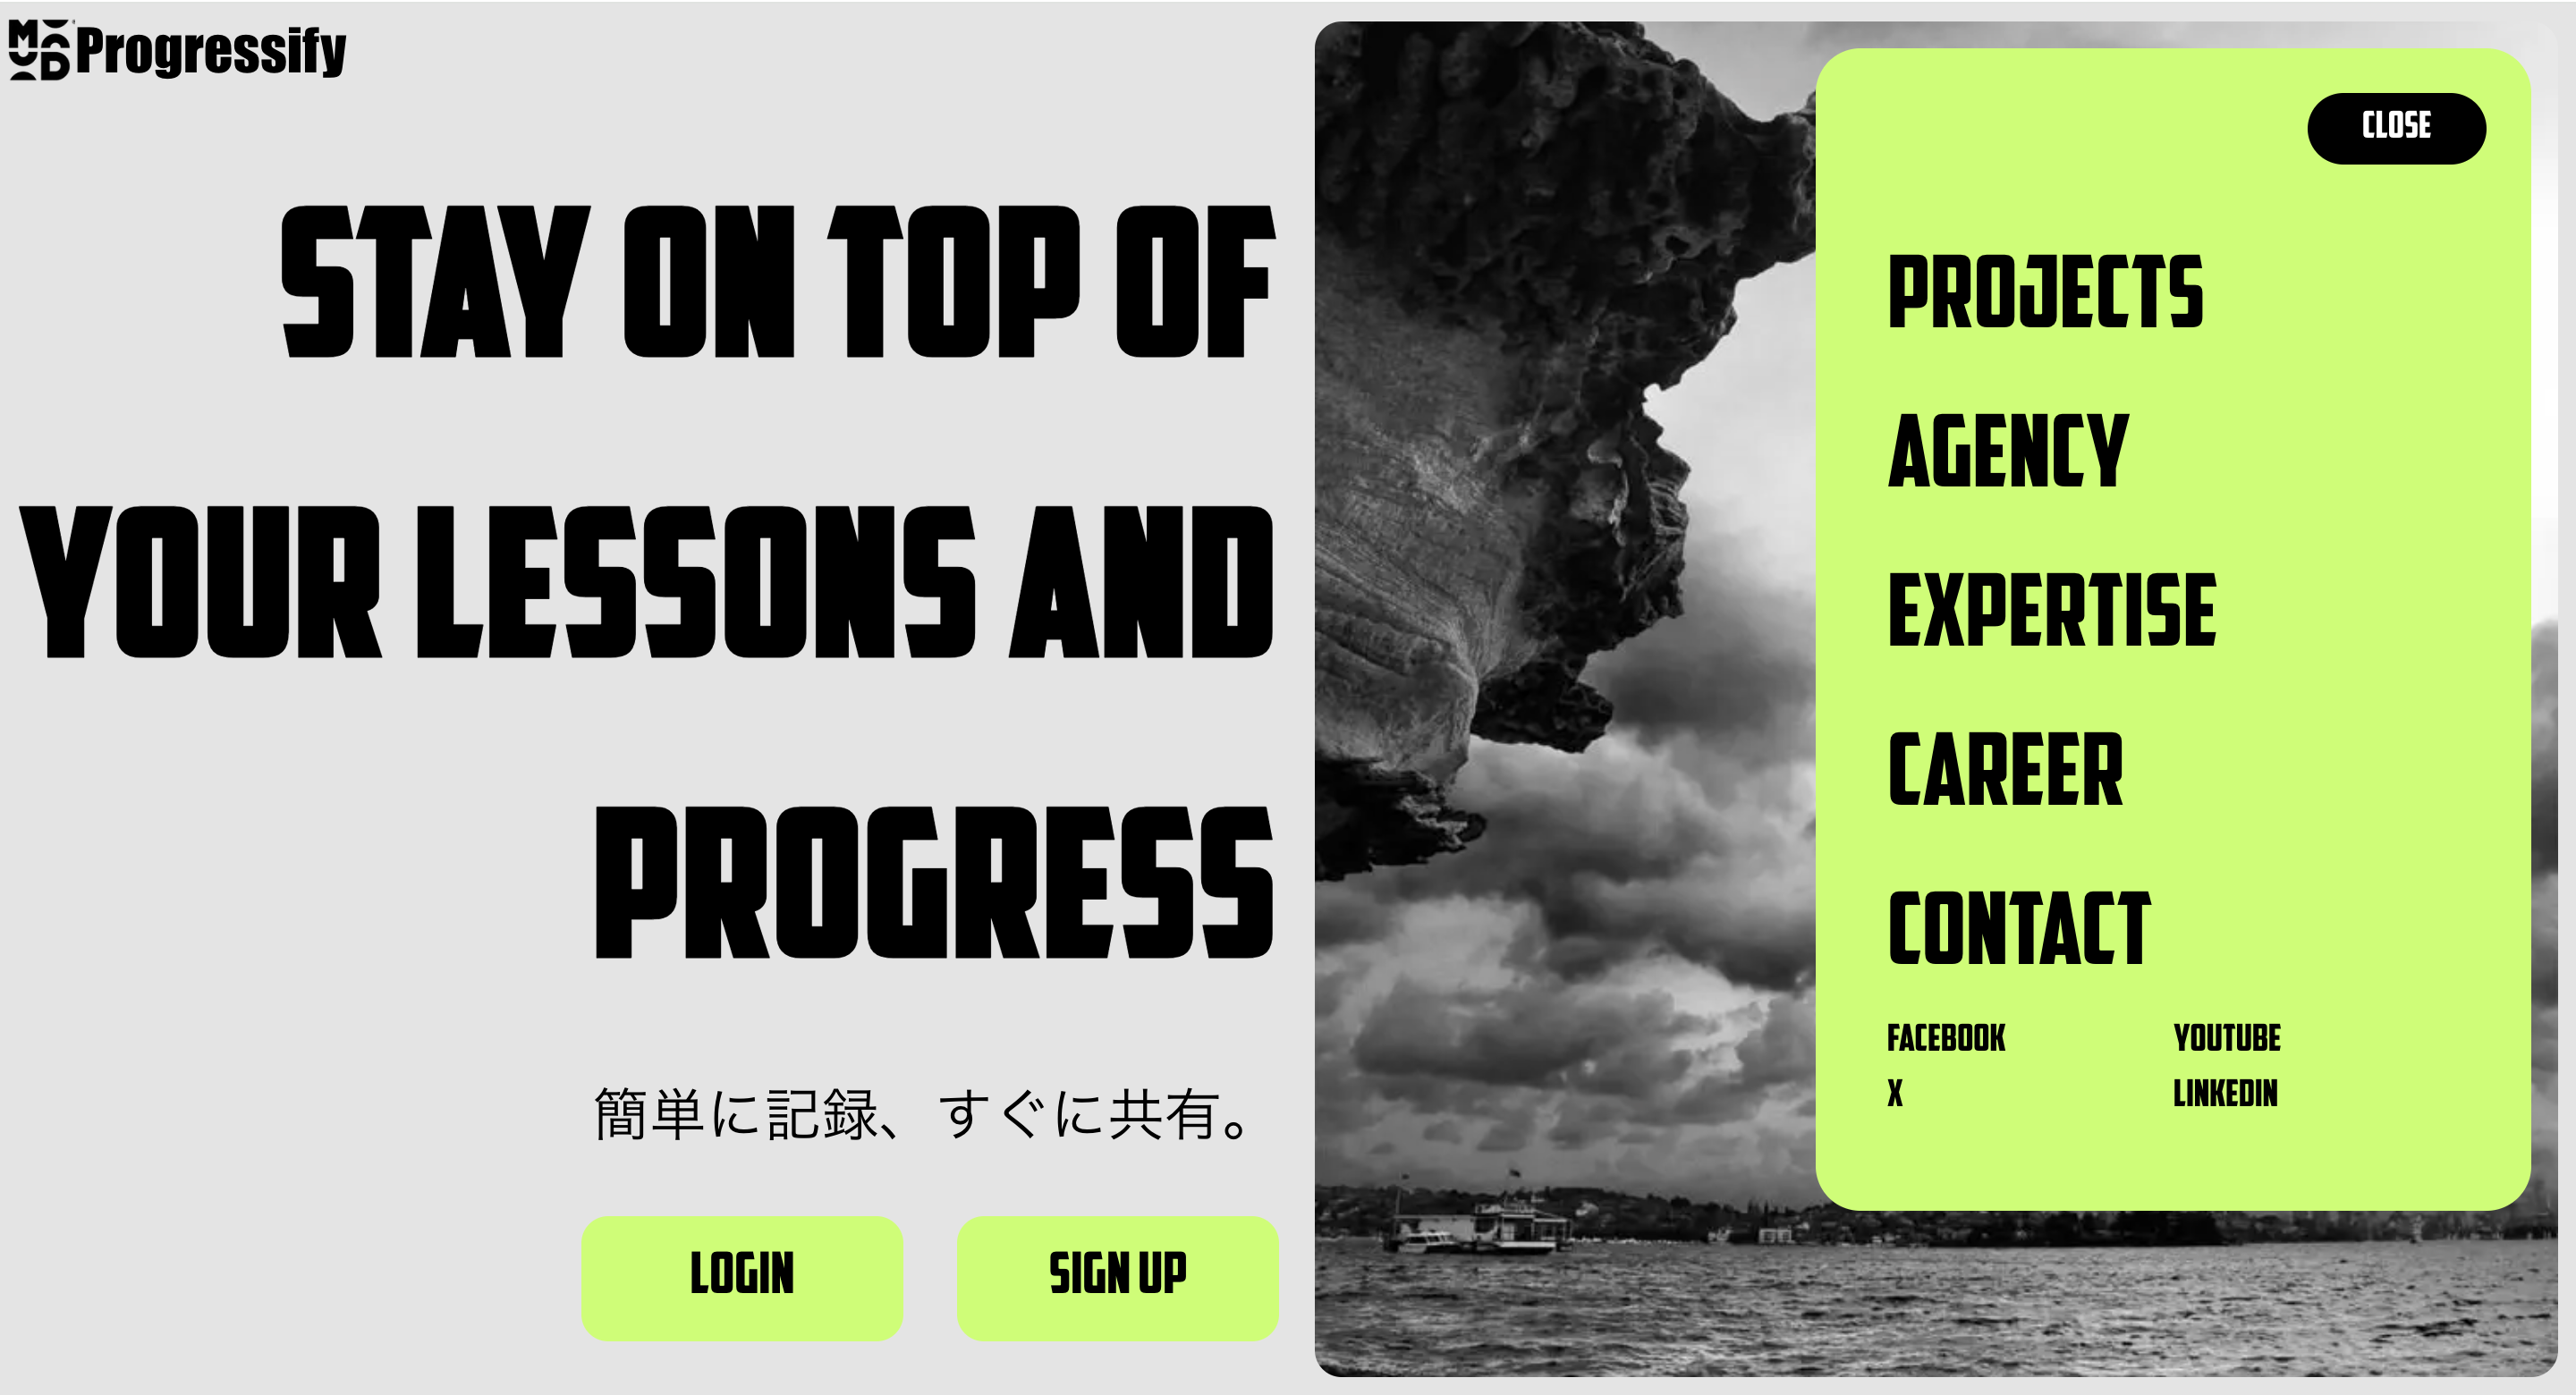 Progressify
STAY ON TOP OF
YOUR LESSONS AND
PROGRESS
簡単に記録、すぐに共有。
LOGIN
SIGN UP
CLOSE
PROJECTS
AGENCY
EXPERTISE
CAREER
CONTACT
FACEBOOK
YOUTUBE
X
LINKEDIN